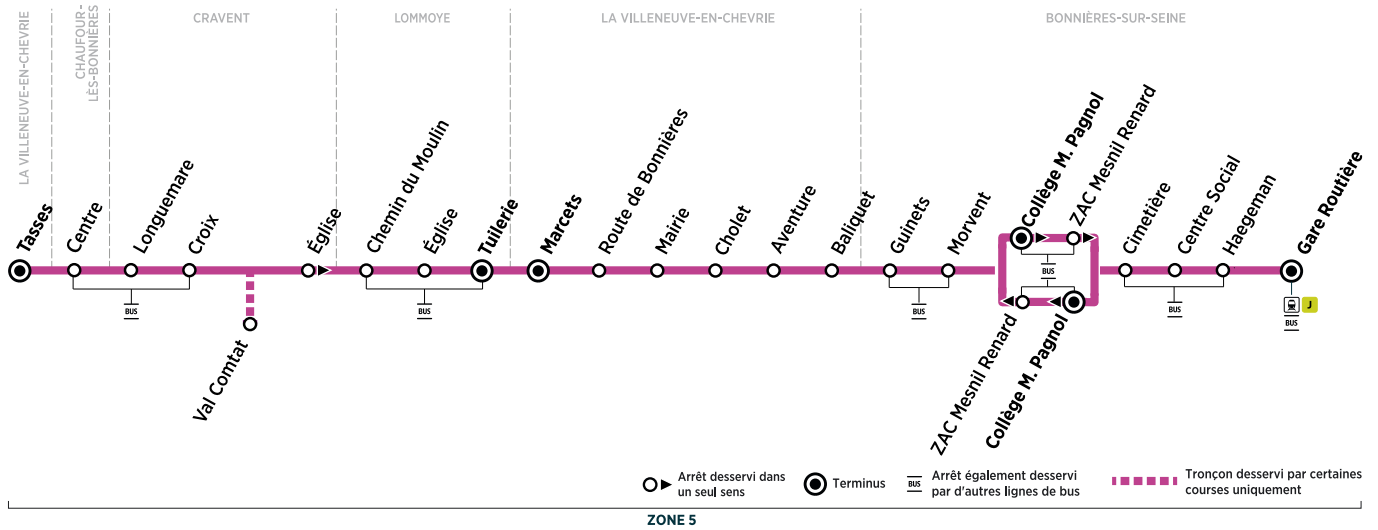 LA VILLENEUVE-EN-CHEVRIE
CHAUFOUR-
LÈS-BONNIÈRES
CRAVENT
LOMMOYE
LA VILLENEUVE-EN-CHEVRIE
BONNIÈRES-SUR-SEINE
Tasses
Centre
Longuemare
Croix
Val Comtat
Église
Chemin du Moulin
Église
Tuilerie
Marcets
Route de Bonnières
Mairie
Cholet
Aventure
Baliquet
Guinets
Morvent
Collège M. Pagnol
ZAC Mesnil Renard
ZAC Mesnil Renard
Collège M. Pagnol
Cimetière
Centre Social
Haegeman
Gare Routière
BUS
BUS
BUS
BUS
BUS
BUS
J
BUS
Arrêt desservi dans
un seul sens
Terminus
BUS
Arrêt également desservi
par d'autres lignes de bus
Tronçon desservi par certaines
courses uniquement
ZONE 5